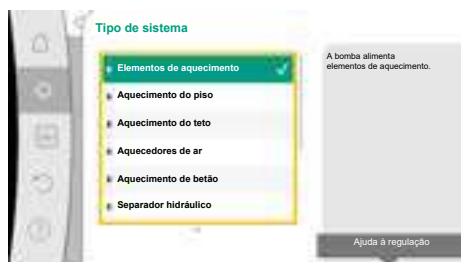 Tipo de sistema
Elementos de aquecimento
Aquecimento do piso
Aquecimento do teto
Aquecedores de ar
Aquecimento de betão
Separador hidráulico
A bomba alimenta
elementos de aquecimento.
Ajuda à regulação